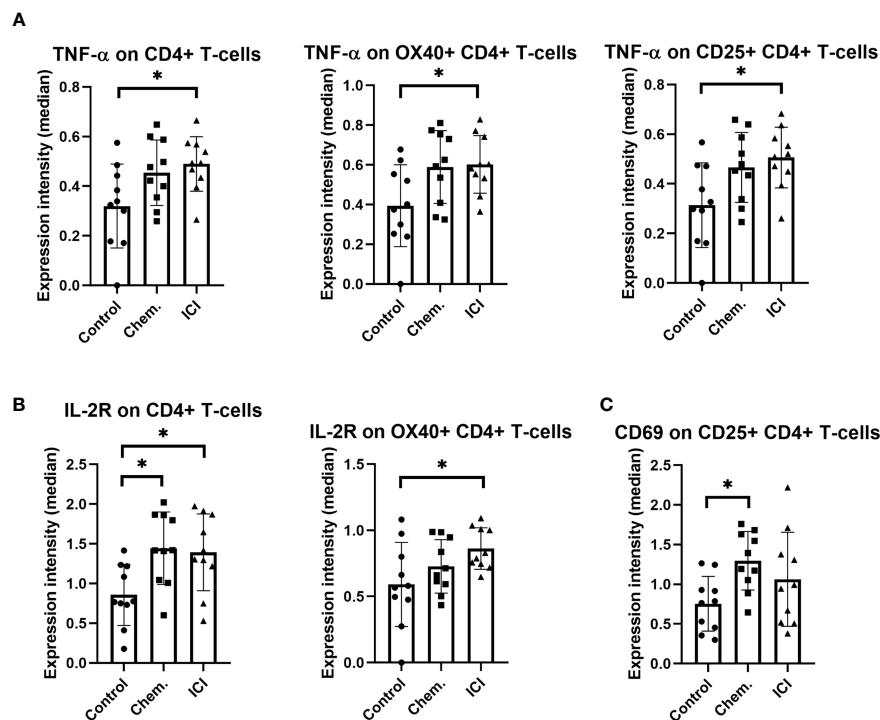 A
TNF-α on CD4+ T-cells
Expression intensity (median)
0.8
0.6
0.4
0.2
0.0
*
Control
Chem.
ICI
TNF-α on OX40+ CD4+ T-cells
Expression intensity (median)
1.0
0.8
0.6
0.4
0.2
0.0
*
Control
Chem.
ICI
TNF-α on CD25+ CD4+ T-cells
Expression intensity (median)
0.8
0.6
0.4
0.2
0.0
*
Control
Chem.
ICI
B
IL-2R on CD4+ T-cells
Expression intensity (median)
2.5
2.0
1.5
1.0
0.5
0.0
*
*
Control
Chem.
ICI
IL-2R on OX40+ CD4+ T-cells
Expression intensity (median)
1.5
1.0
0.5
0.0
*
Control
Chem.
ICI
C
CD69 on CD25+ CD4+ T-cells
Expression intensity (median)
2.5
2.0
1.5
1.0
0.5
0.0
*
Control
Chem.
ICI